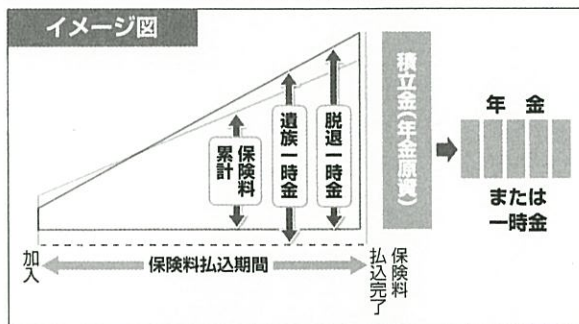 イメージ図
保険料
累計
遺族一時金
脱退一時金
積立金(年金原資)
年金
または
一時金
加入
保険料払込期間
保険料
払込完了